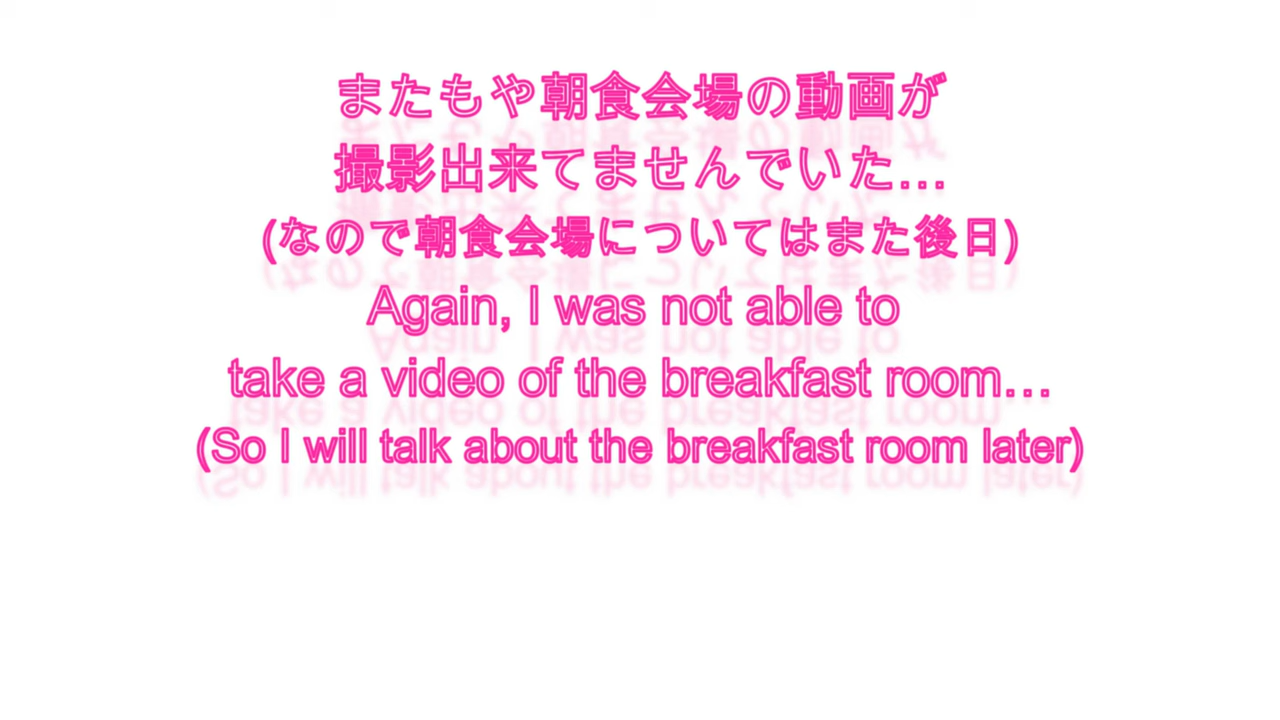 またもや朝食会場の動画が
撮影出来てませんでいた…
(なので朝食会場についてはまた後日)
Again, I was not able to
take a video of the breakfast room…
(So I will talk about the breakfast room later)